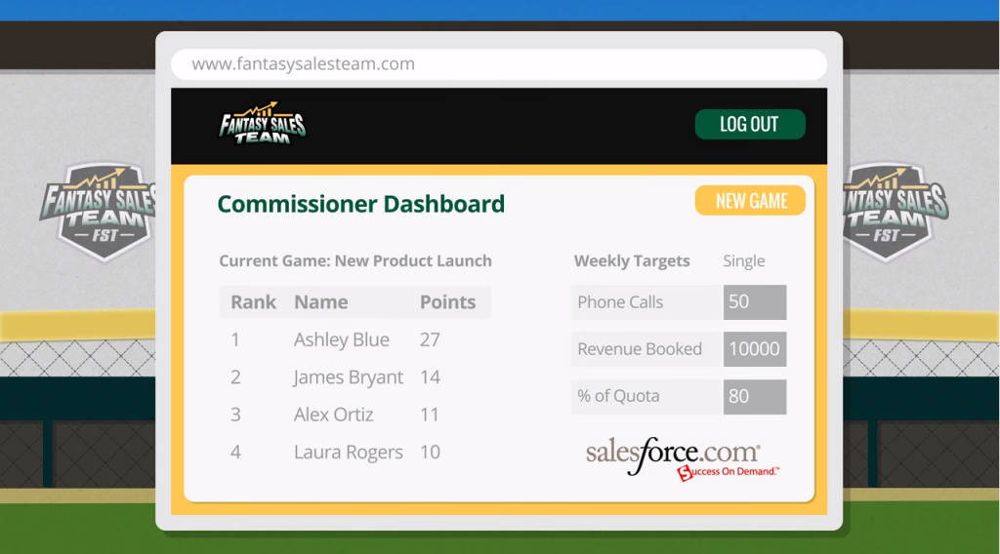 www.fantasysalesteam.com
FANTASY SALES
TEAM
LOG OUT
FANTASY SALES
TEAM
FST
Commissioner Dashboard
NEW GAME
NTASY SALES
TEAM
FST
Current Game: New Product Launch
Rank Name Points
1 Ashley Blue 27
2 James Bryant 14
3 Alex Ortiz 11
4 Laura Rogers 10
Weekly Targets Single
Phone Calls 50
Revenue Booked 10000
% of Quota 80
salesforce.com®
Success On Demand.™